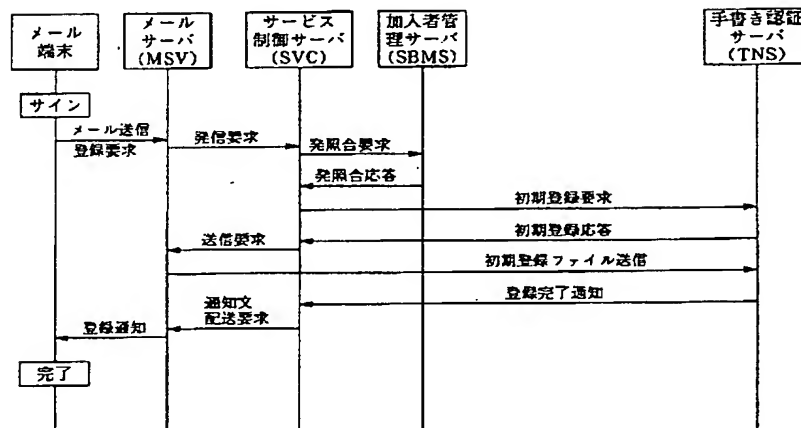 メール
端末
メール
サーバ
(MSV)
サービス
制御サーバ
(SVC)
加入者管
理サーバ
(SBMS)
手書き認証
サーバ
(TNS)
サイン
メール送信
登録要求
発信要求
発照合要求
発照合応答
初期登録要求
初期登録応答
送信要求
初期登録ファイル送信
登録完了通知
通知文
配送要求
登録通知
完了